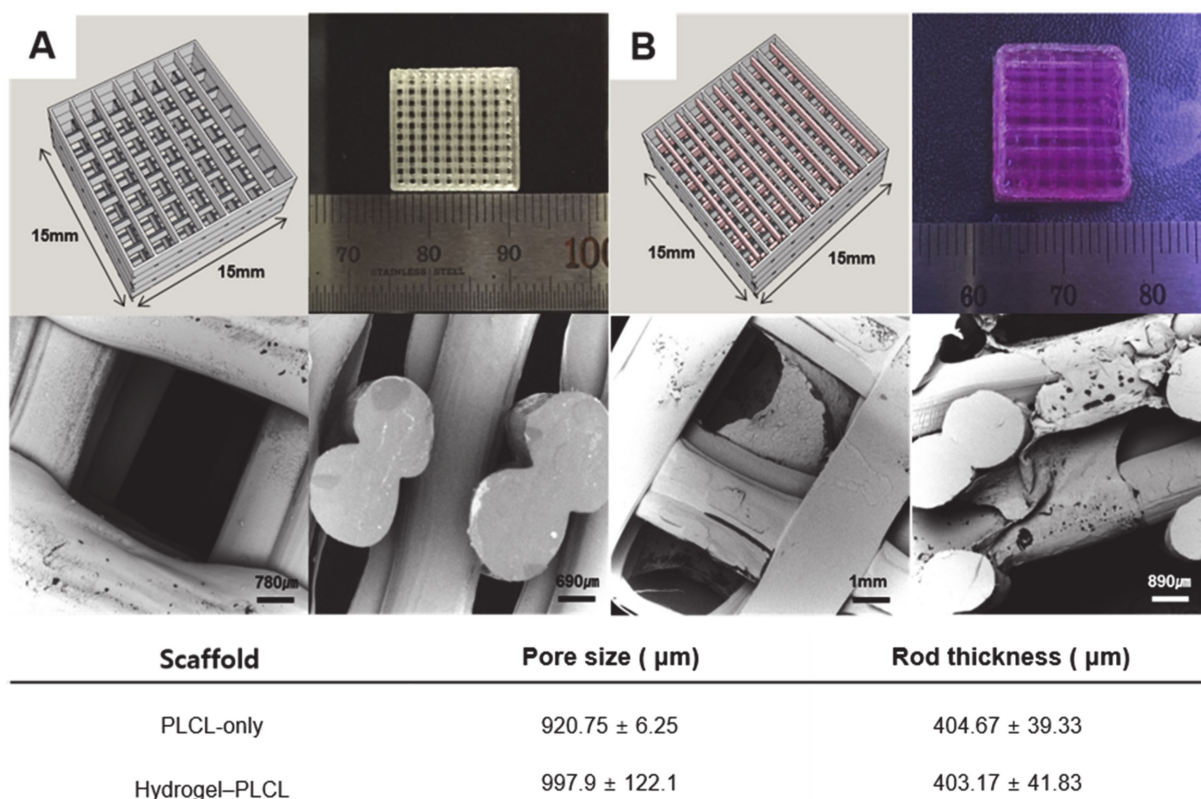 A
15mm
15mm
70 80 90 100
STAINLESS STEEL
B
15mm
15mm
60 70 80
780㎛
690㎛
1mm
890㎛
Scaffold Pore size ( µm) Rod thickness ( µm)
PLCL-only 920.75 ± 6.25 404.67 ± 39.33
Hydrogel–PLCL 997.9 ± 122.1 403.17 ± 41.83